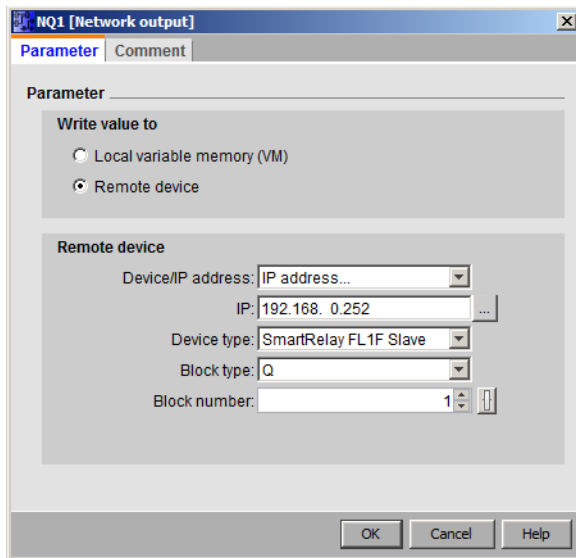 NQ1 [Network output]
Parameter Comment
Parameter
Write value to
Local variable memory (VM)
Remote device
Remote device
Device/IP address: IP address...
IP: 192.168. 0.252 ...
Device type: SmartRelay FL1F Slave
Block type: Q
Block number: 1
OK Cancel Help